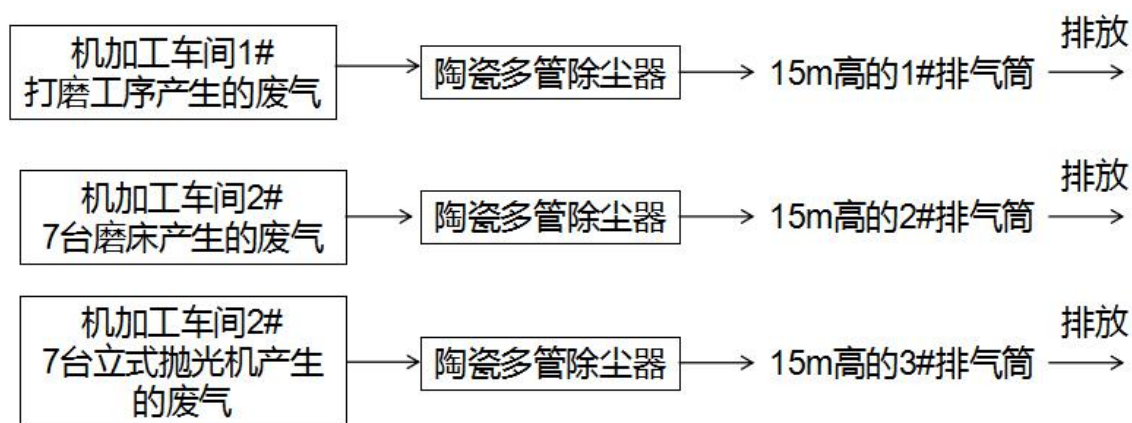 机加工车间1#
打磨工序产生的废气
陶瓷多管除尘器
15m高的1#排气筒
排放
机加工车间2#
7台磨床产生的废气
陶瓷多管除尘器
15m高的2#排气筒
排放
机加工车间2#
7台立式抛光机产生
的废气
陶瓷多管除尘器
15m高的3#排气筒
排放